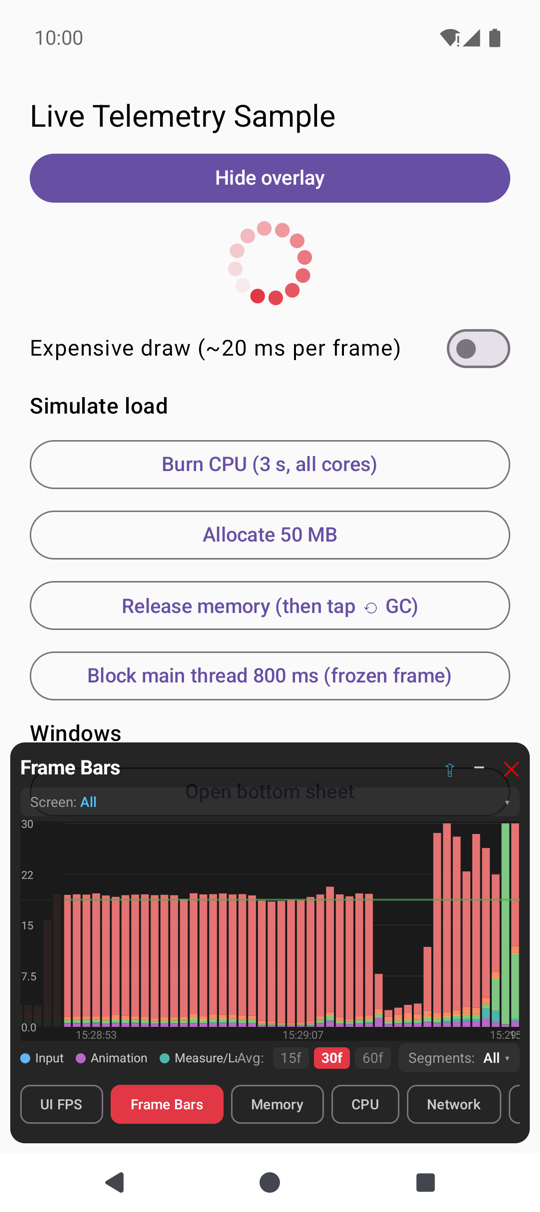 10:00
Live Telemetry Sample
Hide overlay
Expensive draw (~20 ms per frame)
Simulate load
Burn CPU (3 s, all cores)
Allocate 50 MB
Release memory (then tap ⟲ GC)
Block main thread 800 ms (frozen frame)
Windows
Frame Bars
Open bottom sheet
Screen: All
30
22
15
7.5
0.0
15:28:53 15:29:07
Input Animation Measure/L Avg: 15f 30f 60f Segments: All
UI FPS Frame Bars Memory CPU Network